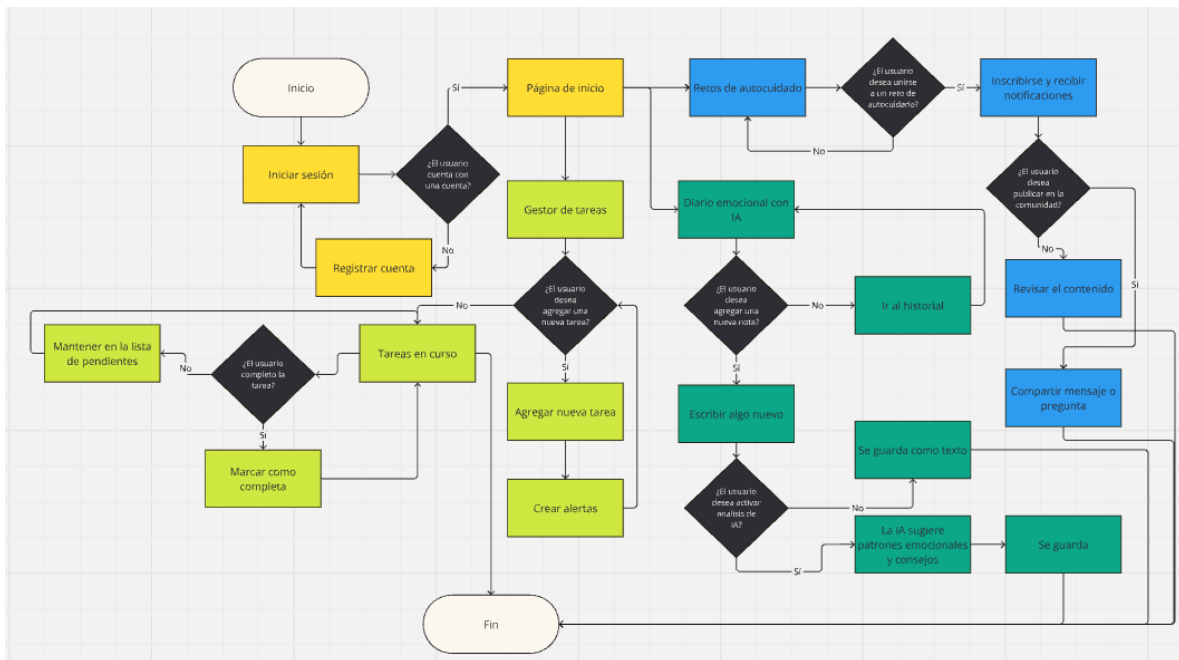 Inicio
Iniciar sesión
Registrar cuenta
¿El usuario
cuenta con
una cuenta?
Sí
No
Página de inicio
Gestor de tareas
¿El usuario
desea
agregar una
nueva tarea?
No
Sí
Agregar nueva tarea
Crear alertas
Tareas en curso
¿El usuario
completo la
tarea?
No
Sí
Mantener en la lista
de pendientes
Marcar como
completa
Retos de autocuidado
¿El usuario
desea unirse
a un reto de
autocuidado?
Sí
No
Inscribirse y recibir
notificaciones
¿El usuario
desea
publicar en la
comunidad?
No
Si
Revisar el contenido
Compartir mensaje o
pregunta
Diario emocional con
IA
¿El usuario
desea
agregar una
nueva nota?
No
Sí
Ir al historial
Escribir algo nuevo
¿El usuario
desea activar
analisis de
IA?
No
Sí
Se guarda como texto
La IA sugiere
patrones emocionales
y consejos
Se guarda
Fin